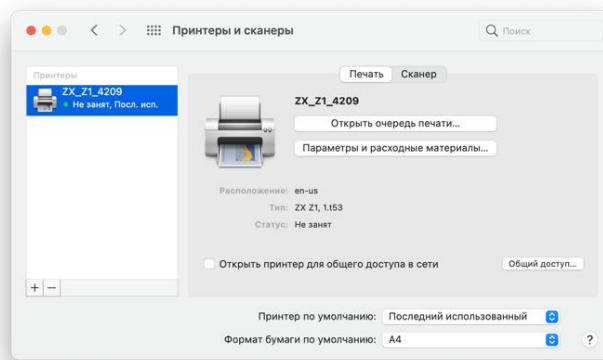 Принтеры и сканеры
Поиск
Принтеры
ZX_Z1_4209
Не занят, Посл. исп.
Печать
Сканер
ZX_Z1_4209
Открыть очередь печати...
Параметры и расходные материалы...
Расположение: en-us
Тип: ZX Z1, 1.t53
Статус: Не занят
Открыть принтер для общего доступа в сети
Общий доступ...
+ −
Принтер по умолчанию: Последний использованный
Формат бумаги по умолчанию: A4
?